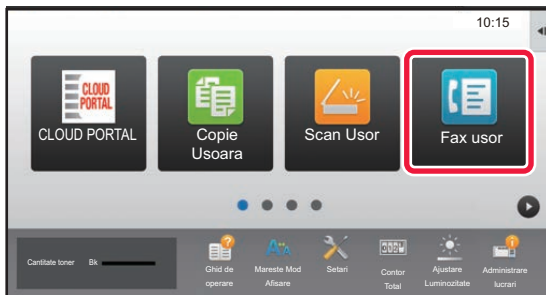 10:15
CLOUD
PORTAL
CLOUD PORTAL
Copie
Usoara
Scan Usor
Fax usor
Cantitate toner Bk
Ghid de
operare
Mareste Mod
Afisare
Setari
Contor
Total
Ajustare
Luminozitate
Administrare
lucrari